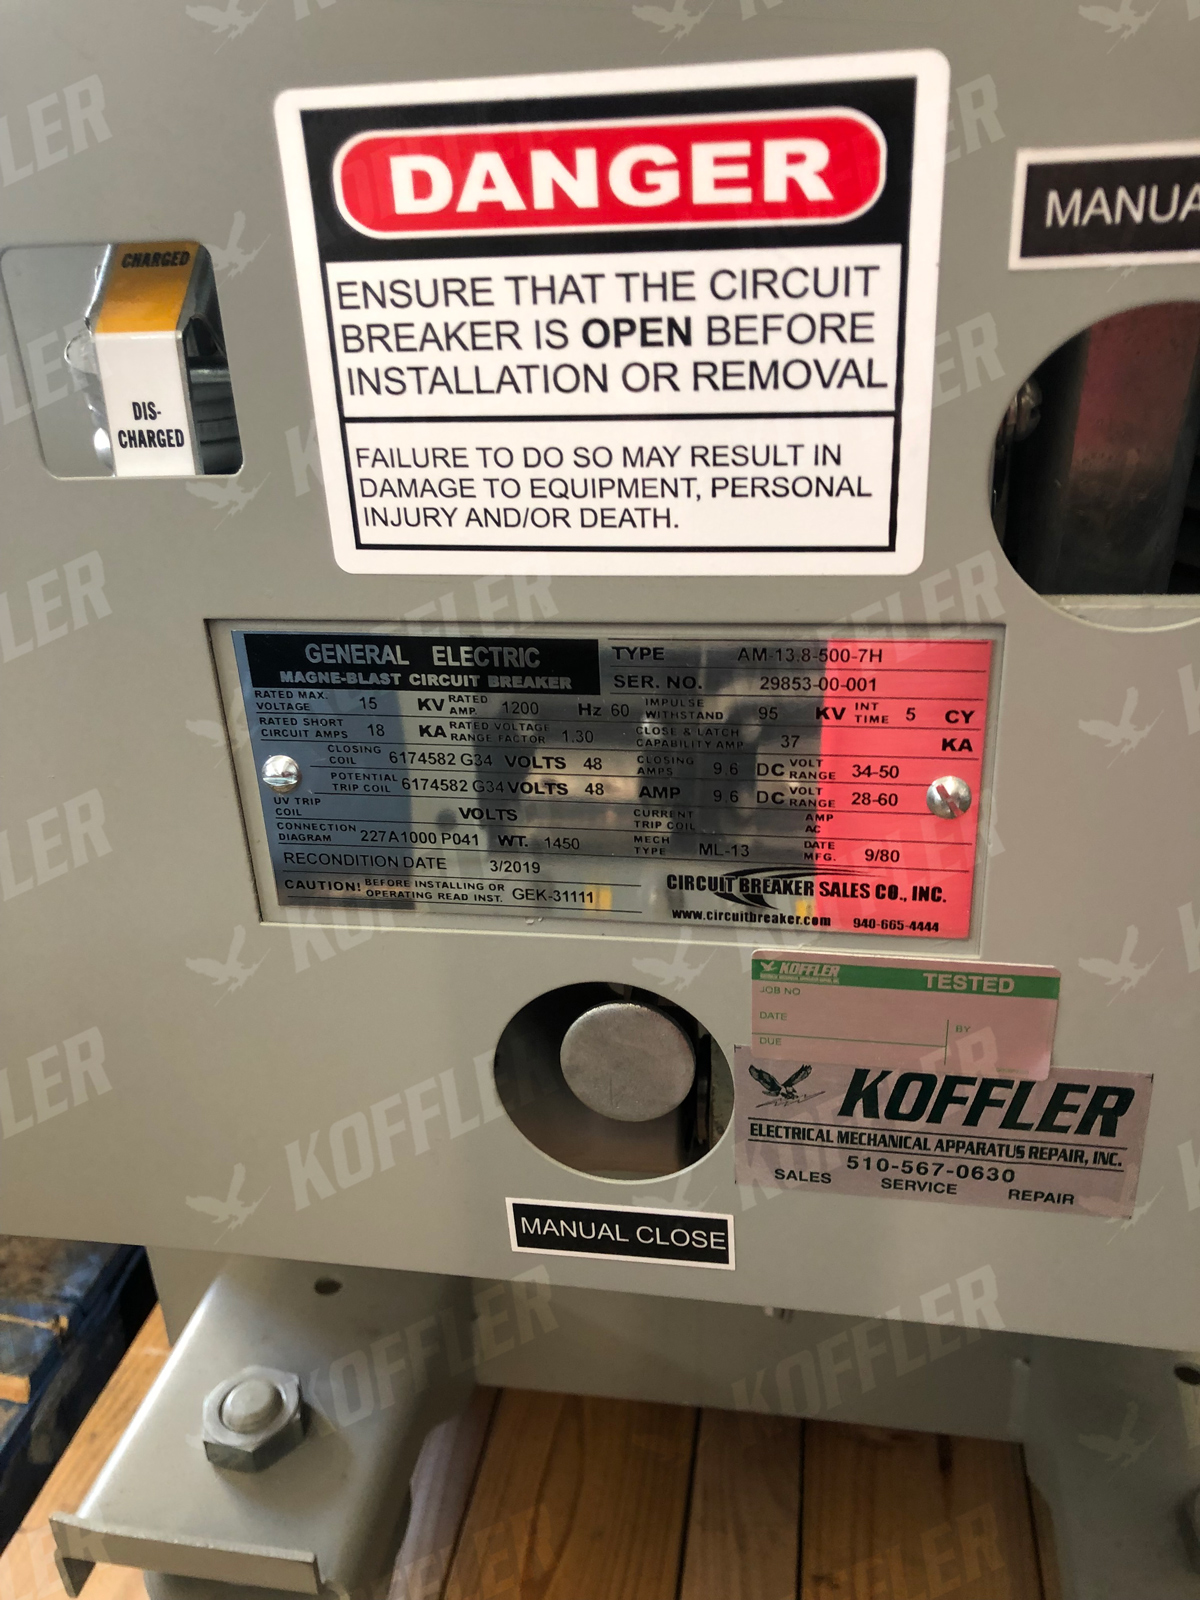 DANGER
ENSURE THAT THE CIRCUIT
BREAKER IS OPEN BEFORE
INSTALLATION OR REMOVAL
FAILURE TO DO SO MAY RESULT IN
DAMAGE TO EQUIPMENT, PERSONAL
INJURY AND/OR DEATH.
MANUA
CHARGED
DIS-
CHARGED
GENERAL ELECTRIC
MAGNE-BLAST CIRCUIT BREAKER
TYPE AM-13.8-500-7H
SER. NO. 29853-00-001
RATED MAX. VOLTAGE 15 KV RATED AMP. 1200 Hz 60 IMPULSE WITHSTAND 95 KV INT TIME 5 CY
RATED SHORT CIRCUIT AMPS 18 KA RATED VOLTAGE RANGE FACTOR 1.30 CLOSE & LATCH CAPABILITY AMP 37 KA
CLOSING COIL 6174582 G34 VOLTS 48 CLOSING AMPS 9.6 DC VOLT RANGE 34-50
POTENTIAL TRIP COIL 6174582 G34 VOLTS 48 AMP 9.6 DC VOLT RANGE 28-60
UV TRIP COIL VOLTS CURRENT TRIP COIL AMP AC
CONNECTION DIAGRAM 227A1000 P041 WT. 1450 MECH TYPE ML-13 DATE MFG. 9/80
RECONDITION DATE 3/2019
CAUTION! BEFORE INSTALLING OR OPERATING READ INST. GEK-31111
CIRCUIT BREAKER SALES CO., INC.
www.circuitbreaker.com 940-665-4444
KOFFLER TESTED
JOB NO
DATE
BY
DUE
KOFFLER
ELECTRICAL MECHANICAL APPARATUS REPAIR, INC.
510-567-0630
SALES SERVICE REPAIR
MANUAL CLOSE
KOFFLER